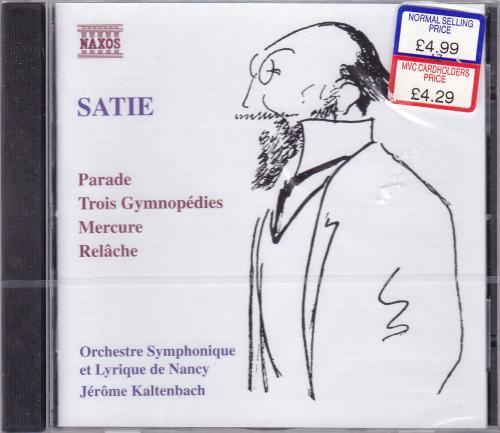 NAXOS
NORMAL SELLING
PRICE
£4.99
MVC CARDHOLDERS
PRICE
£4.29
SATIE
Parade
Trois Gymnopédies
Mercure
Relâche
Orchestre Symphonique
et Lyrique de Nancy
Jérôme Kaltenbach